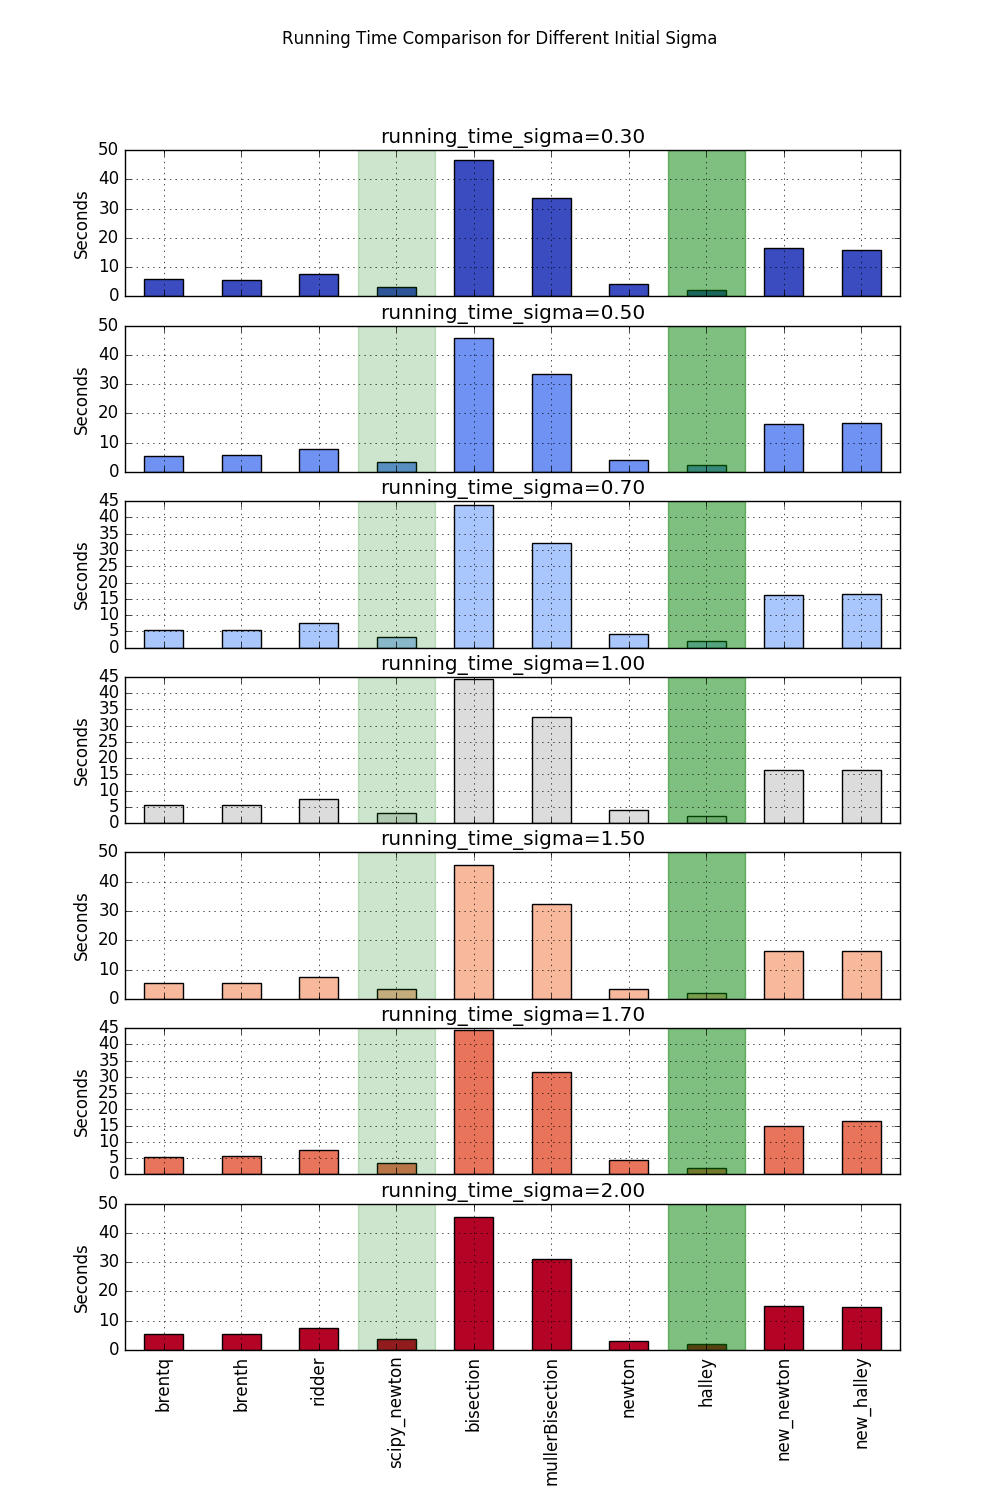 Running Time Comparison for Different Initial Sigma
running_time_sigma=0.30
50
40
30
20
10
0
Seconds
running_time_sigma=0.50
50
40
30
20
10
0
Seconds
running_time_sigma=0.70
45
40
35
30
25
20
15
10
5
0
Seconds
running_time_sigma=1.00
45
40
35
30
25
20
15
10
5
0
Seconds
running_time_sigma=1.50
50
40
30
20
10
0
Seconds
running_time_sigma=1.70
45
40
35
30
25
20
15
10
5
0
Seconds
running_time_sigma=2.00
50
40
30
20
10
0
Seconds
brentq
brenth
ridder
scipy_newton
bisection
mullerBisection
newton
halley
new_newton
new_halley